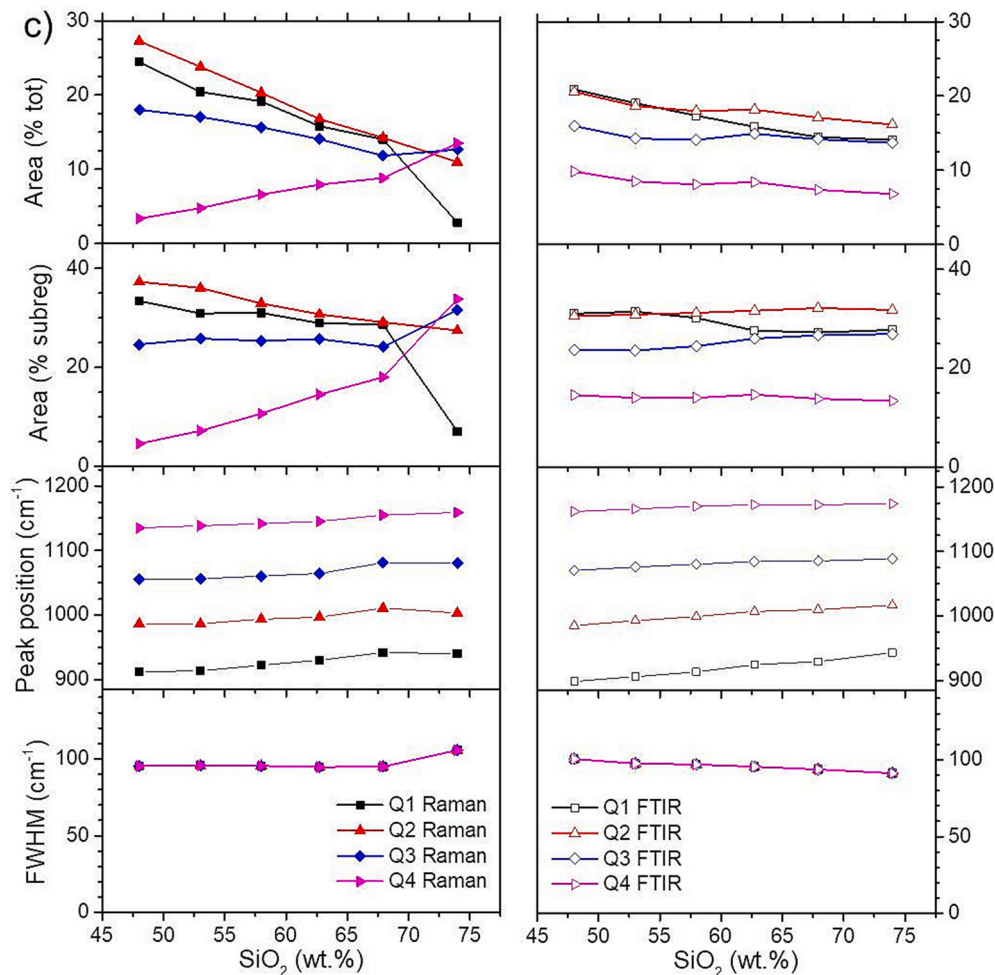 c)
30
20
10
0
Area (% tot)
40
20
0
Area (% subreg)
1200
1100
1000
900
Peak position (cm⁻¹)
100
50
0
FWHM (cm⁻¹)
Q1 Raman
Q2 Raman
Q3 Raman
Q4 Raman
45 50 55 60 65 70 75
SiO₂ (wt.%)
30
20
10
0
40
20
0
1200
1100
1000
900
100
50
0
Q1 FTIR
Q2 FTIR
Q3 FTIR
Q4 FTIR
45 50 55 60 65 70 75
SiO₂ (wt.%)